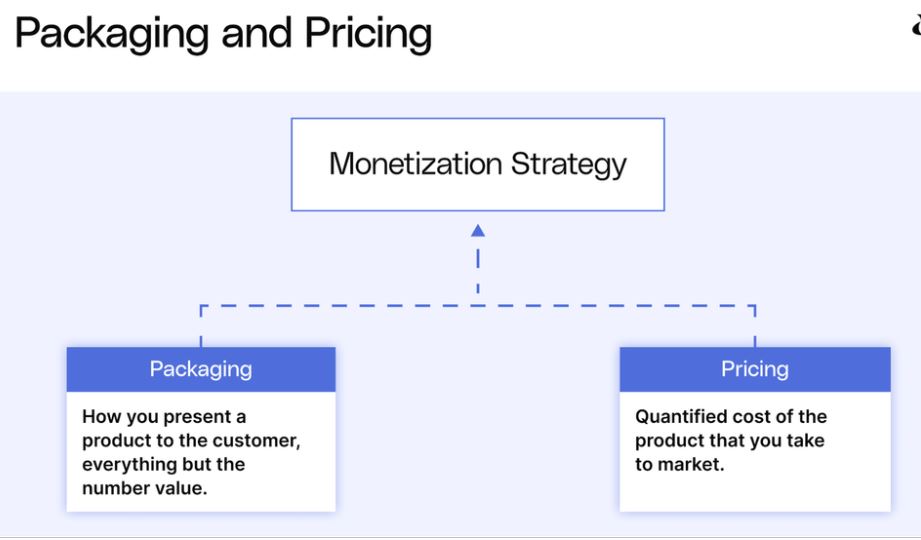 Packaging and Pricing
Monetization Strategy
Packaging
How you present a
product to the customer,
everything but the
number value.
Pricing
Quantified cost of the
product that you take
to market.